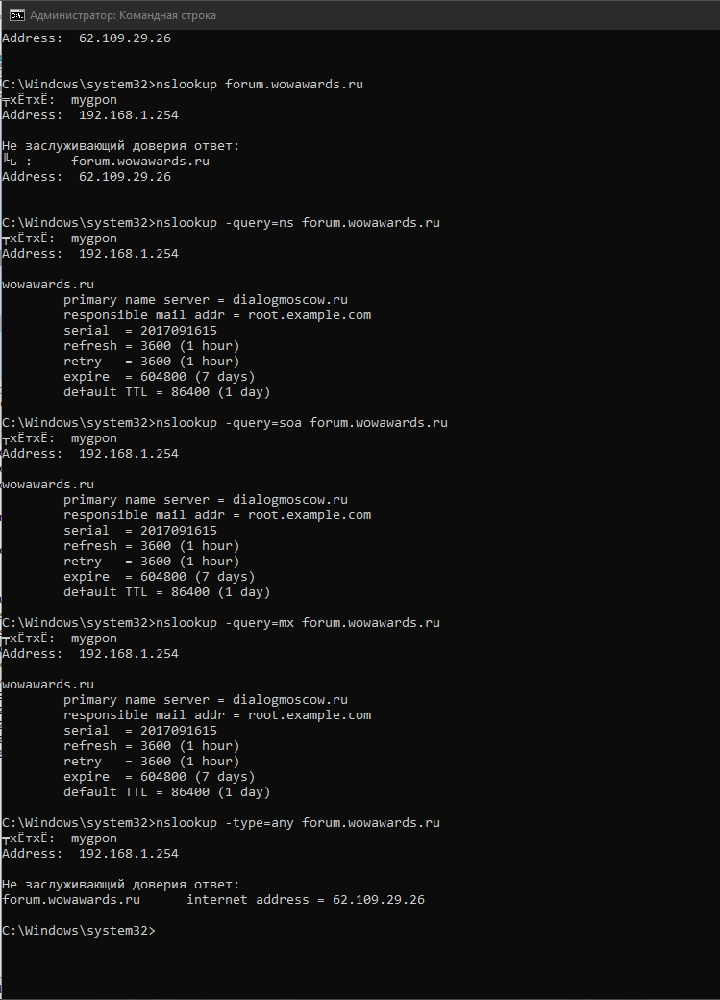 Администратор: Командная строка
Address:  62.109.29.26
C:\Windows\system32>nslookup forum.wowawards.ru
╤хЁтхЁ:  mygpon
Address:  192.168.1.254
Не заслуживающий доверия ответ:
╚ь :     forum.wowawards.ru
Address:  62.109.29.26
C:\Windows\system32>nslookup -query=ns forum.wowawards.ru
╤хЁтхЁ:  mygpon
Address:  192.168.1.254
wowawards.ru
        primary name server = dialogmoscow.ru
        responsible mail addr = root.example.com
        serial  = 2017091615
        refresh = 3600 (1 hour)
        retry   = 3600 (1 hour)
        expire  = 604800 (7 days)
        default TTL = 86400 (1 day)
C:\Windows\system32>nslookup -query=soa forum.wowawards.ru
╤хЁтхЁ:  mygpon
Address:  192.168.1.254
wowawards.ru
        primary name server = dialogmoscow.ru
        responsible mail addr = root.example.com
        serial  = 2017091615
        refresh = 3600 (1 hour)
        retry   = 3600 (1 hour)
        expire  = 604800 (7 days)
        default TTL = 86400 (1 day)
C:\Windows\system32>nslookup -query=mx forum.wowawards.ru
╤хЁтхЁ:  mygpon
Address:  192.168.1.254
wowawards.ru
        primary name server = dialogmoscow.ru
        responsible mail addr = root.example.com
        serial  = 2017091615
        refresh = 3600 (1 hour)
        retry   = 3600 (1 hour)
        expire  = 604800 (7 days)
        default TTL = 86400 (1 day)
C:\Windows\system32>nslookup -type=any forum.wowawards.ru
╤хЁтхЁ:  mygpon
Address:  192.168.1.254
Не заслуживающий доверия ответ:
forum.wowawards.ru      internet address = 62.109.29.26
C:\Windows\system32>